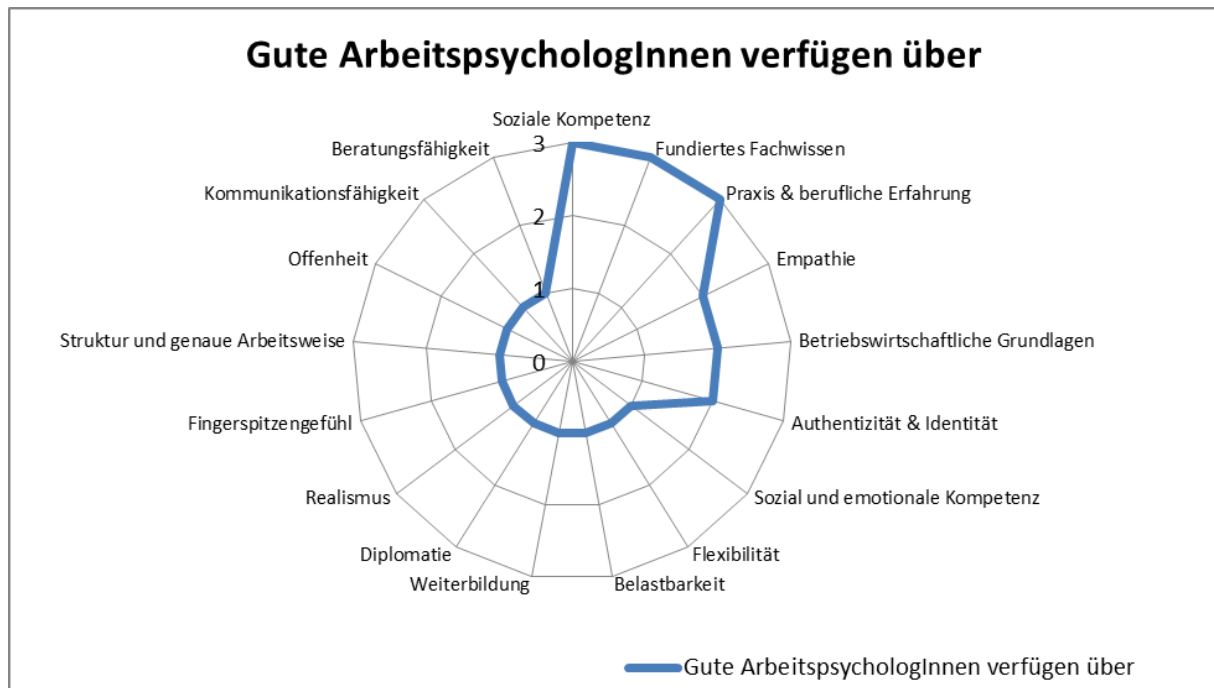 Gute ArbeitspsychologInnen verfügen über
Soziale Kompetenz
Fundiertes Fachwissen
Praxis & berufliche Erfahrung
Empathie
Betriebswirtschaftliche Grundlagen
Authentizität & Identität
Sozial und emotionale Kompetenz
Flexibilität
Belastbarkeit
Weiterbildung
Diplomatie
Realismus
Fingerspitzengefühl
Struktur und genaue Arbeitsweise
Offenheit
Kommunikationsfähigkeit
Beratungsfähigkeit
3
2
1
0
Gute ArbeitspsychologInnen verfügen über